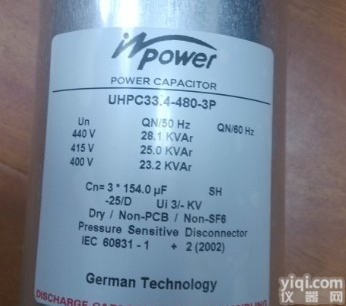 inpower
POWER CAPACITOR
UHPC33.4-480-3P
Un QN/50 Hz QN/60 Hz
440 V 28.1 KVAr
415 V 25.0 KVAr
400 V 23.2 KVAr
Cn= 3 * 154.0 µF SH
-25/D Ui 3/- KV
Dry / Non-PCB / Non-SF6
Pressure Sensitive Disconnector
IEC 60831 - 1 + 2 (2002)
German Technology
yiqi.com
仪器网